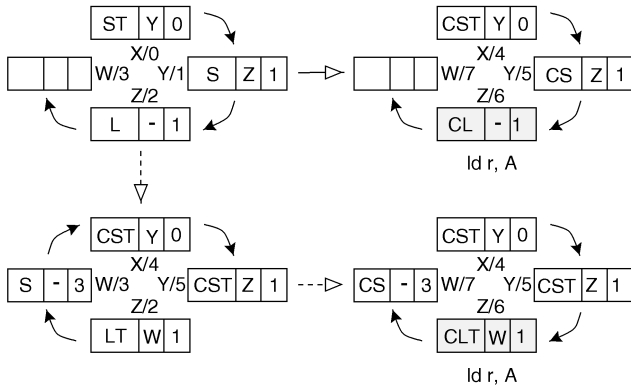 ST Y 0 CST Y 0
X/0 X/4
W/3 Y/1 S Z 1 W/7 Y/5 CS Z 1
Z/2 Z/6
L - 1 CL - 1
ld r, A
CST Y 0 CST Y 0
X/4 X/4
S - 3 W/3 Y/5 CST Z 1 CS - 3 W/7 Y/5 CST Z 1
Z/2 Z/6
LT W 1 CLT W 1
ld r, A